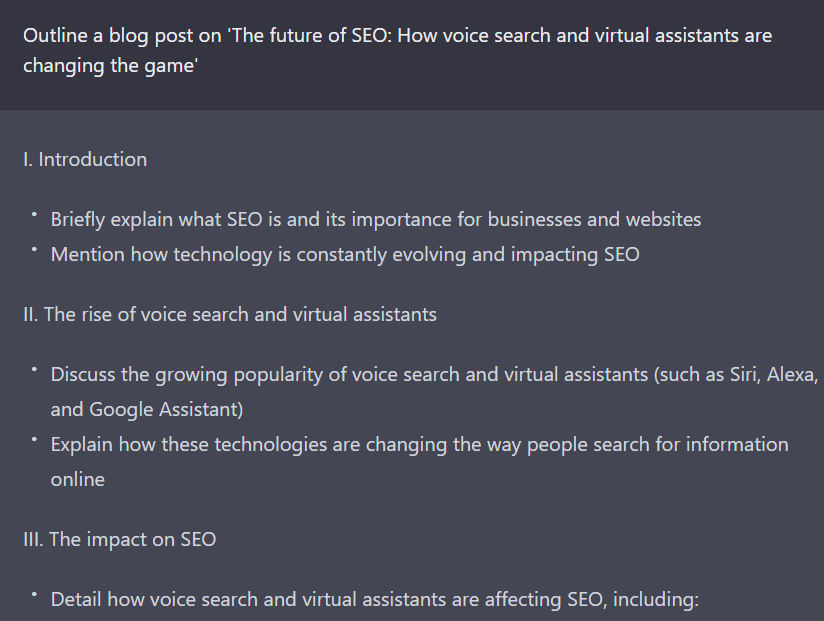 Outline a blog post on 'The future of SEO: How voice search and virtual assistants are
changing the game'
I. Introduction
• Briefly explain what SEO is and its importance for businesses and websites
• Mention how technology is constantly evolving and impacting SEO
II. The rise of voice search and virtual assistants
• Discuss the growing popularity of voice search and virtual assistants (such as Siri, Alexa,
and Google Assistant)
• Explain how these technologies are changing the way people search for information
online
III. The impact on SEO
• Detail how voice search and virtual assistants are affecting SEO, including: